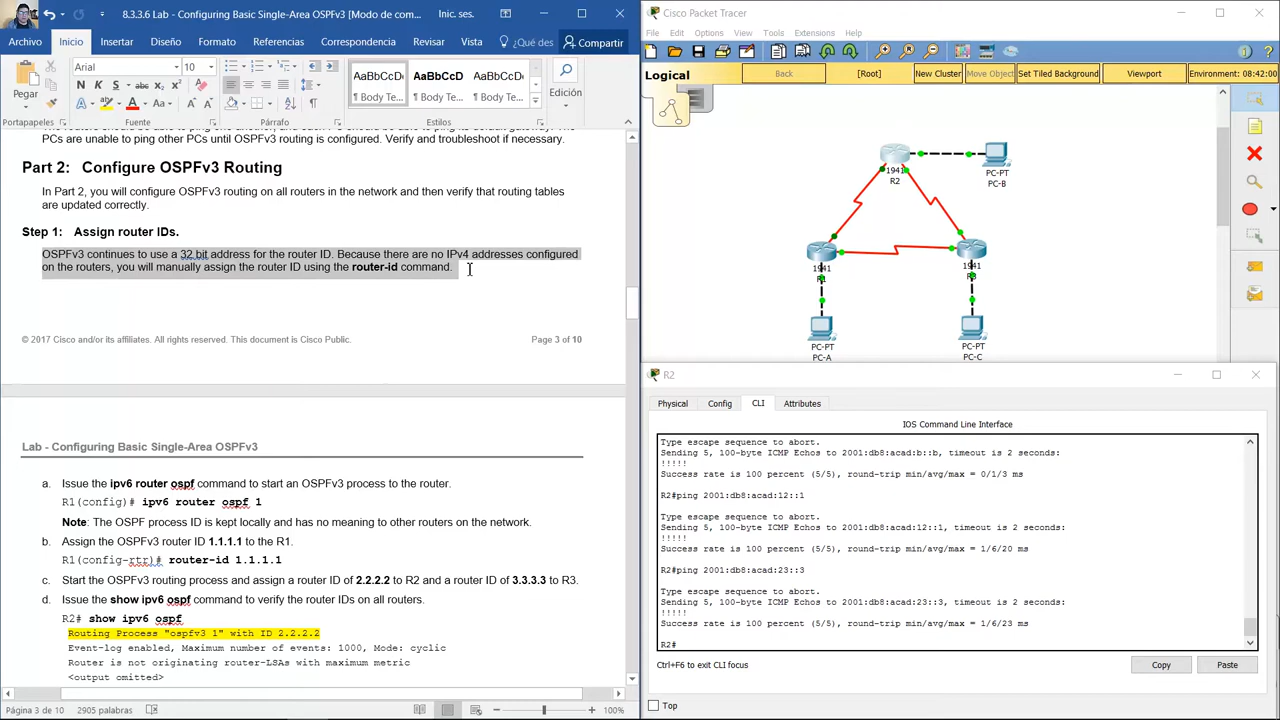 8.3.3.6 Lab - Configuring Basic Single-Area OSPFv3 [Modo de com...
Inic. ses.
Archivo Inicio Insertar Diseño Formato Referencias Correspondencia Revisar Vista ¿Qué des Compartir
Pegar
Arial 10
N K S abc x₂ x²
A A Aa A A
AaBbCcDc AaBbCcD AaBbCcD
¶ Body Te... ¶ Body Te... ¶ Body Te...
Edición
Portapapeles Fuente Párrafo Estilos
PCs are unable to ping other PCs until OSPFv3 routing is configured. Verify and troubleshoot if necessary.
Part 2: Configure OSPFv3 Routing
In Part 2, you will configure OSPFv3 routing on all routers in the network and then verify that routing tables
are updated correctly.
Step 1: Assign router IDs.
OSPFv3 continues to use a 32 bit address for the router ID. Because there are no IPv4 addresses configured
on the routers, you will manually assign the router ID using the router-id command.
© 2017 Cisco and/or its affiliates. All rights reserved. This document is Cisco Public. Page 3 of 10
Lab - Configuring Basic Single-Area OSPFv3
a. Issue the ipv6 router ospf command to start an OSPFv3 process to the router.
R1(config)# ipv6 router ospf 1
Note: The OSPF process ID is kept locally and has no meaning to other routers on the network.
b. Assign the OSPFv3 router ID 1.1.1.1 to the R1.
R1(config-rtr)# router-id 1.1.1.1
c. Start the OSPFv3 routing process and assign a router ID of 2.2.2.2 to R2 and a router ID of 3.3.3.3 to R3.
d. Issue the show ipv6 ospf command to verify the router IDs on all routers.
R2# show ipv6 ospf
Routing Process "ospfv3 1" with ID 2.2.2.2
Event-log enabled, Maximum number of events: 1000, Mode: cyclic
Router is not originating router-LSAs with maximum metric
<output omitted>
Página 3 de 10 2905 palabras 100%
Cisco Packet Tracer
File Edit Options View Tools Extensions Help
Logical Back [Root] New Cluster Move Object Set Tiled Background Viewport Environment: 08:42:00
1941
R2
PC-PT
PC-B
1941
R1
1941
R3
PC-PT
PC-A
PC-PT
PC-C
R2
Physical Config CLI Attributes
IOS Command Line Interface
Type escape sequence to abort.
Sending 5, 100-byte ICMP Echos to 2001:db8:acad:b::b, timeout is 2 seconds:
!!!!!
Success rate is 100 percent (5/5), round-trip min/avg/max = 0/1/3 ms
R2#ping 2001:db8:acad:12::1
Type escape sequence to abort.
Sending 5, 100-byte ICMP Echos to 2001:db8:acad:12::1, timeout is 2 seconds:
!!!!!
Success rate is 100 percent (5/5), round-trip min/avg/max = 1/6/20 ms
R2#ping 2001:db8:acad:23::3
Type escape sequence to abort.
Sending 5, 100-byte ICMP Echos to 2001:db8:acad:23::3, timeout is 2 seconds:
!!!!!
Success rate is 100 percent (5/5), round-trip min/avg/max = 1/6/23 ms
R2#
Ctrl+F6 to exit CLI focus
Copy Paste
Top